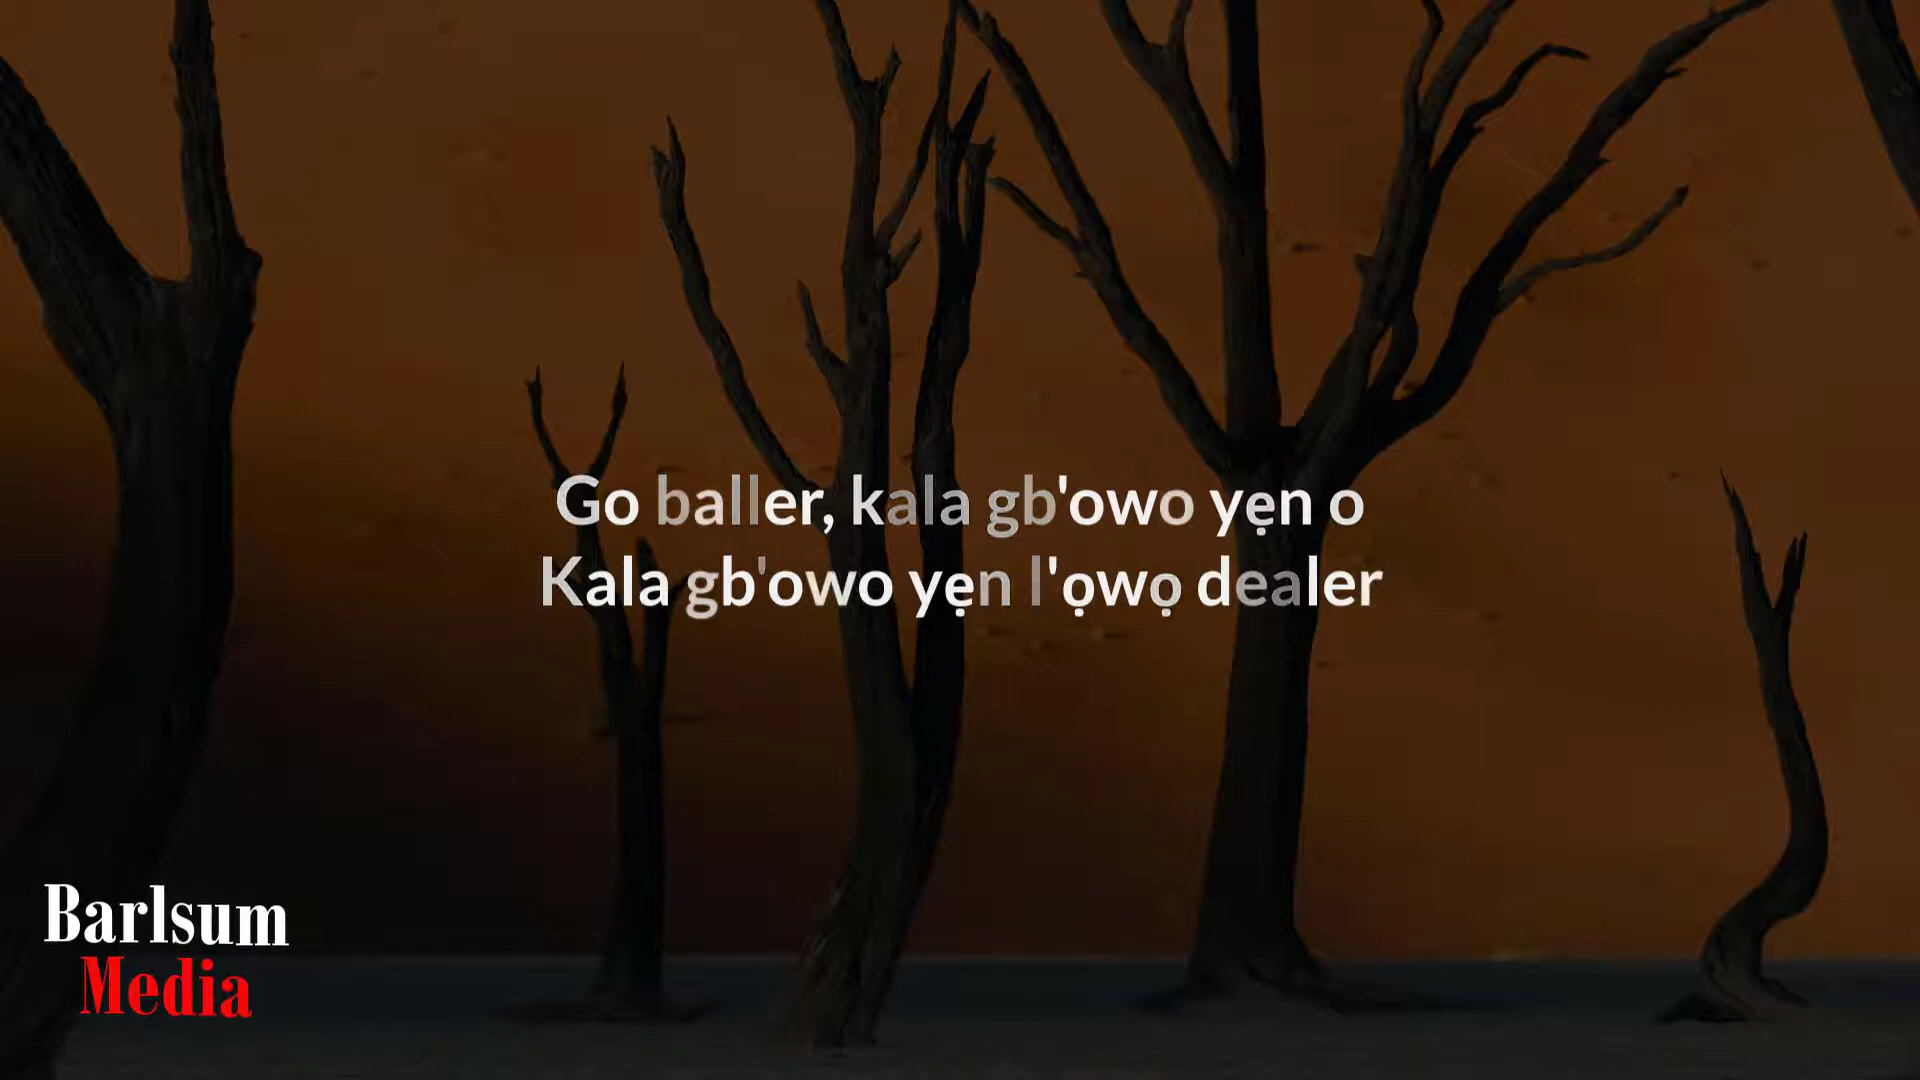 Go baller, kala gb'owo yẹn o
Kala gb'owo yẹn l'ọwọ dealer
Barlsum
Media